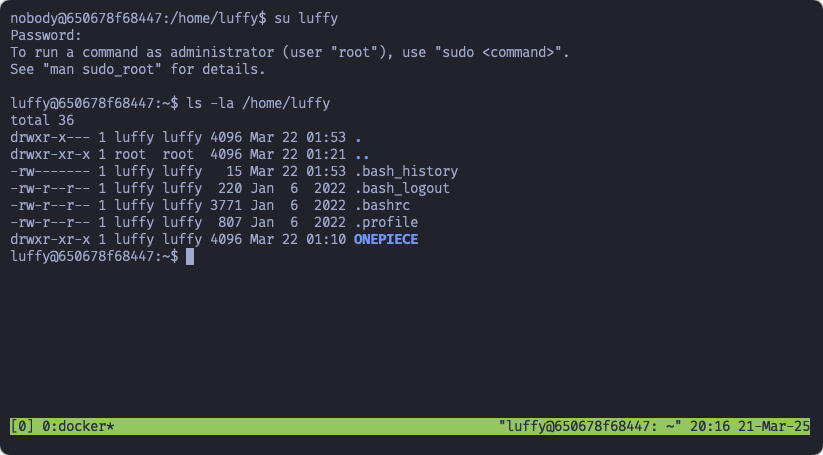 nobody@650678f68447:/home/luffy$ su luffy
Password:
To run a command as administrator (user "root"), use "sudo <command>".
See "man sudo_root" for details.

luffy@650678f68447:~$ ls -la /home/luffy
total 36
drwxr-x--- 1 luffy luffy 4096 Mar 22 01:53 .
drwxr-xr-x 1 root  root  4096 Mar 22 01:21 ..
-rw------- 1 luffy luffy   15 Mar 22 01:53 .bash_history
-rw-r--r-- 1 luffy luffy  220 Jan  6  2022 .bash_logout
-rw-r--r-- 1 luffy luffy 3771 Jan  6  2022 .bashrc
-rw-r--r-- 1 luffy luffy  807 Jan  6  2022 .profile
drwxr-xr-x 1 luffy luffy 4096 Mar 22 01:10 ONEPIECE
luffy@650678f68447:~$
[0] 0:docker* "luffy@650678f68447: ~" 20:16 21-Mar-25